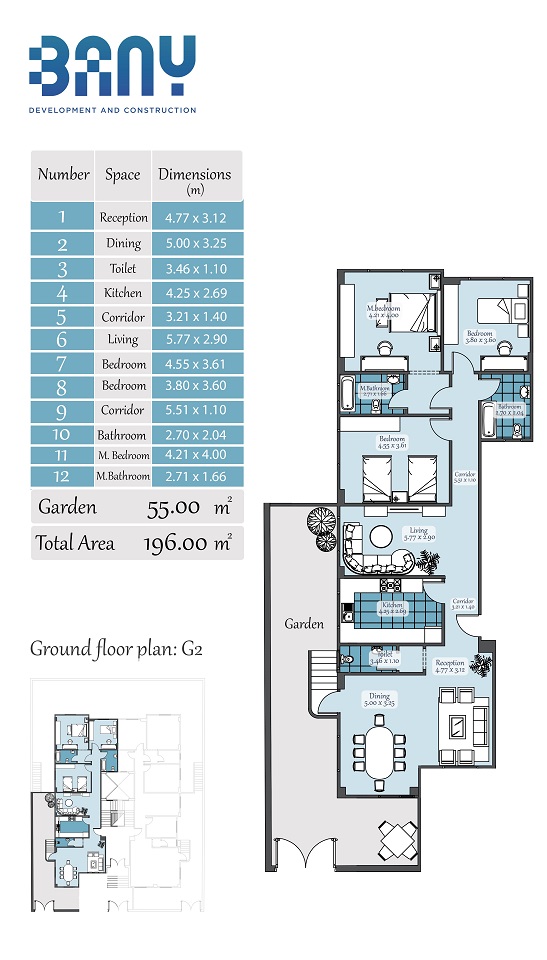 BANY
DEVELOPMENT AND CONSTRUCTION
Number Space Dimensions (m)
1 Reception 4.77 x 3.12
2 Dining 5.00 x 3.25
3 Toilet 3.46 x 1.10
4 Kitchen 4.25 x 2.69
5 Corridor 3.21 x 1.40
6 Living 5.77 x 2.90
7 Bedroom 4.55 x 3.61
8 Bedroom 3.80 x 3.60
9 Corridor 5.51 x 1.10
10 Bathroom 2.70 x 2.04
11 M. Bedroom 4.21 x 4.00
12 M.Bathroom 2.71 x 1.66
Garden 55.00 m²
Total Area 196.00 m²
Ground floor plan: G2
M.bedroom
4.21 x 4.00
Bedroom
3.80 x 3.60
M.Bathroom
2.71 x 1.66
Bathroom
2.70 x 2.04
Bedroom
4.55 x 3.61
Corridor
5.51 x 1.10
Living
5.77 x 2.90
Kitchen
4.25 x 2.69
Corridor
3.21 x 1.40
Garden
Toilet
3.46 x 1.10
Reception
4.77 x 3.12
Dining
5.00 x 3.25